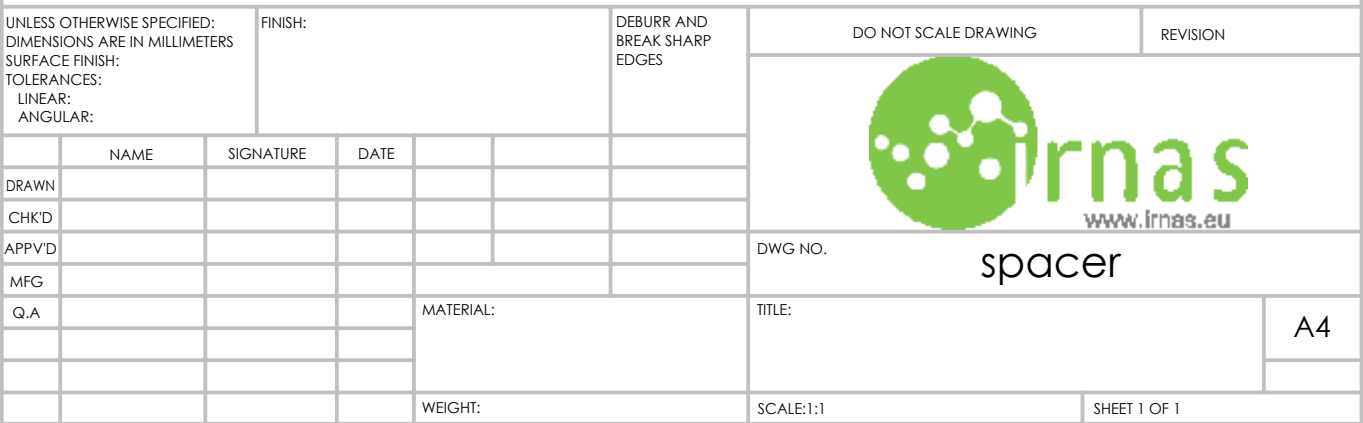 UNLESS OTHERWISE SPECIFIED:
DIMENSIONS ARE IN MILLIMETERS
SURFACE FINISH:
TOLERANCES:
LINEAR:
ANGULAR:
FINISH:
DEBURR AND
BREAK SHARP
EDGES
DO NOT SCALE DRAWING
REVISION
NAME
SIGNATURE
DATE
DRAWN
CHK'D
APPV'D
MFG
Q.A
irnas
www.irnas.eu
DWG NO.
spacer
MATERIAL:
TITLE:
A4
WEIGHT:
SCALE:1:1
SHEET 1 OF 1